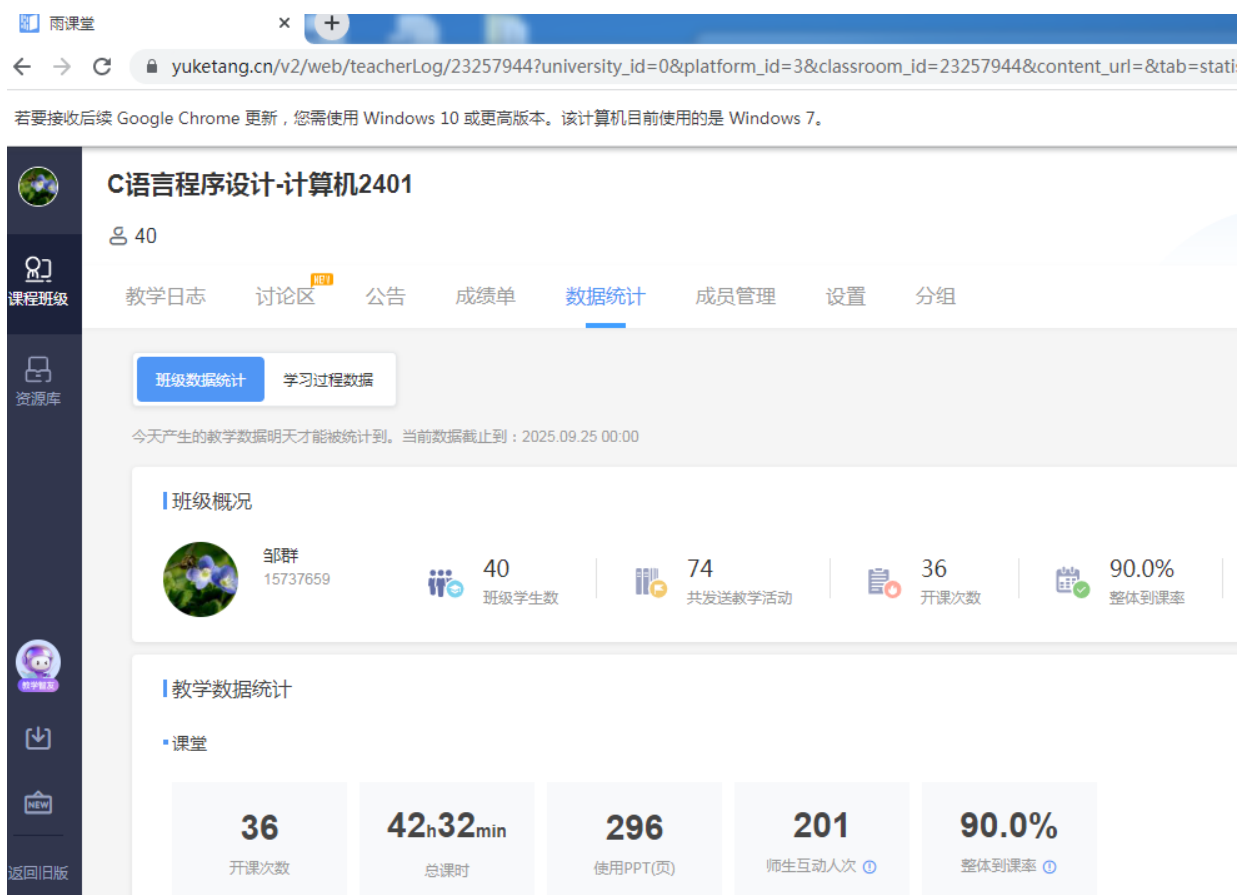 雨课堂
yuketang.cn/v2/web/teacherLog/23257944?university_id=0&platform_id=3&classroom_id=23257944&content_url=&tab=stati
若要接收后续 Google Chrome 更新，您需使用 Windows 10 或更高版本。该计算机目前使用的是 Windows 7。
C语言程序设计-计算机2401
40
课程班级
教学日志 讨论区 NEW 公告 成绩单 数据统计 成员管理 设置 分组
资源库
班级数据统计 学习过程数据
今天产生的教学数据明天才能被统计到。当前数据截止到：2025.09.25 00:00
班级概况
邹群
15737659
40 74 36 90.0%
班级学生数 共发送教学活动 开课次数 整体到课率
教学智友
教学数据统计
课堂
NEW
36 42h32min 296 201 90.0%
开课次数 总课时 使用PPT(页) 师生互动人次 整体到课率
返回旧版